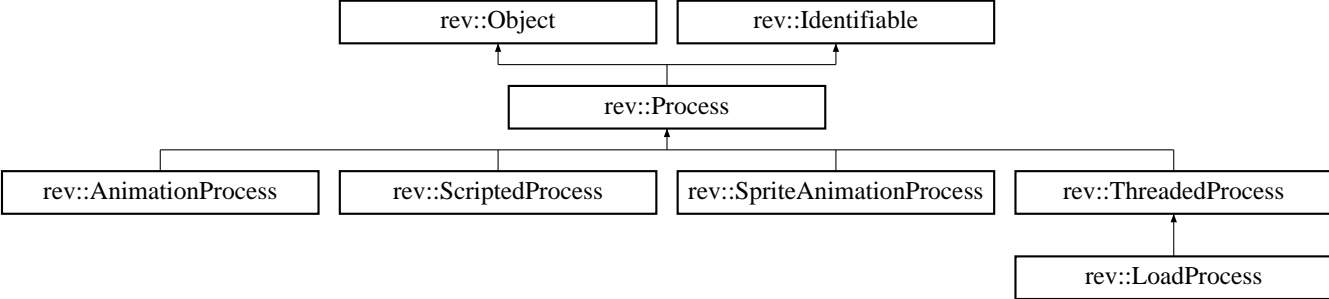 rev::Object
rev::Identifiable
rev::Process
rev::AnimationProcess
rev::ScriptedProcess
rev::SpriteAnimationProcess
rev::ThreadedProcess
rev::LoadProcess